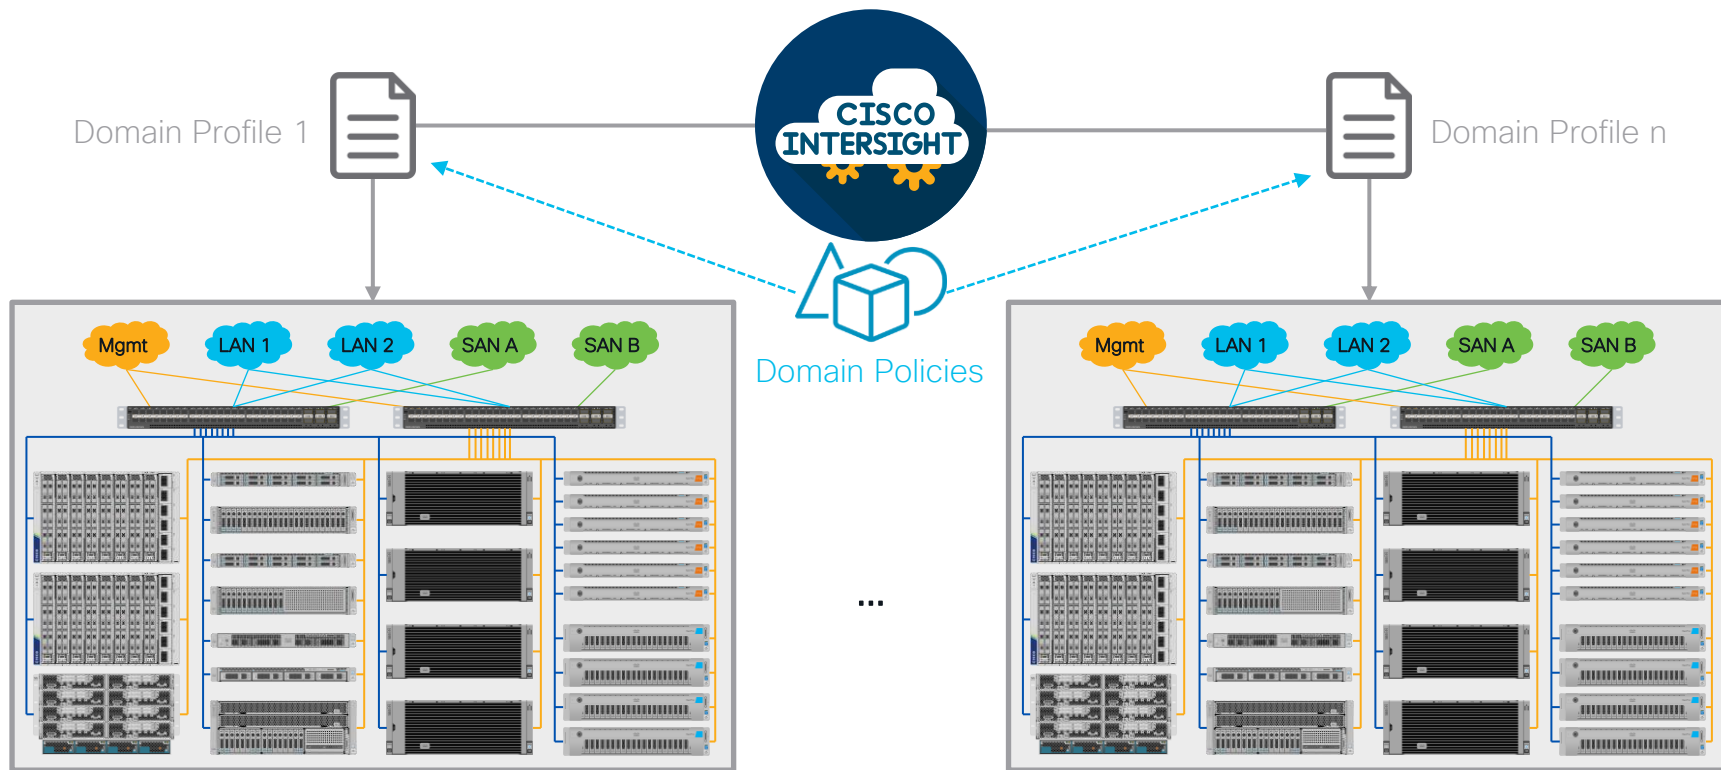 CISCO
INTERSIGHT
Domain Profile 1
Domain Profile n
Domain Policies
Mgmt
LAN 1
LAN 2
SAN A
SAN B
...
Mgmt
LAN 1
LAN 2
SAN A
SAN B